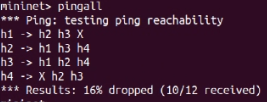 mininet> pingall
*** Ping: testing ping reachability
h1 -> h2 h3 X
h2 -> h1 h3 h4
h3 -> h1 h2 h4
h4 -> X h2 h3
*** Results: 16% dropped (10/12 received)